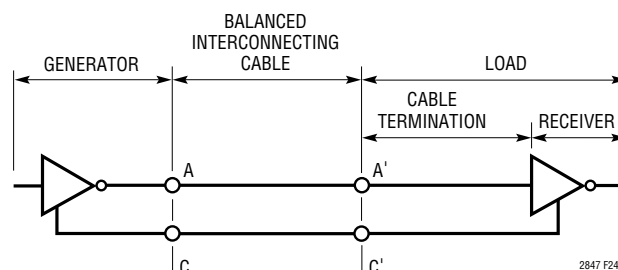 BALANCED
INTERCONNECTING
CABLE
GENERATOR
LOAD
CABLE
TERMINATION
RECEIVER
A
A'
C
C'
2847 F24